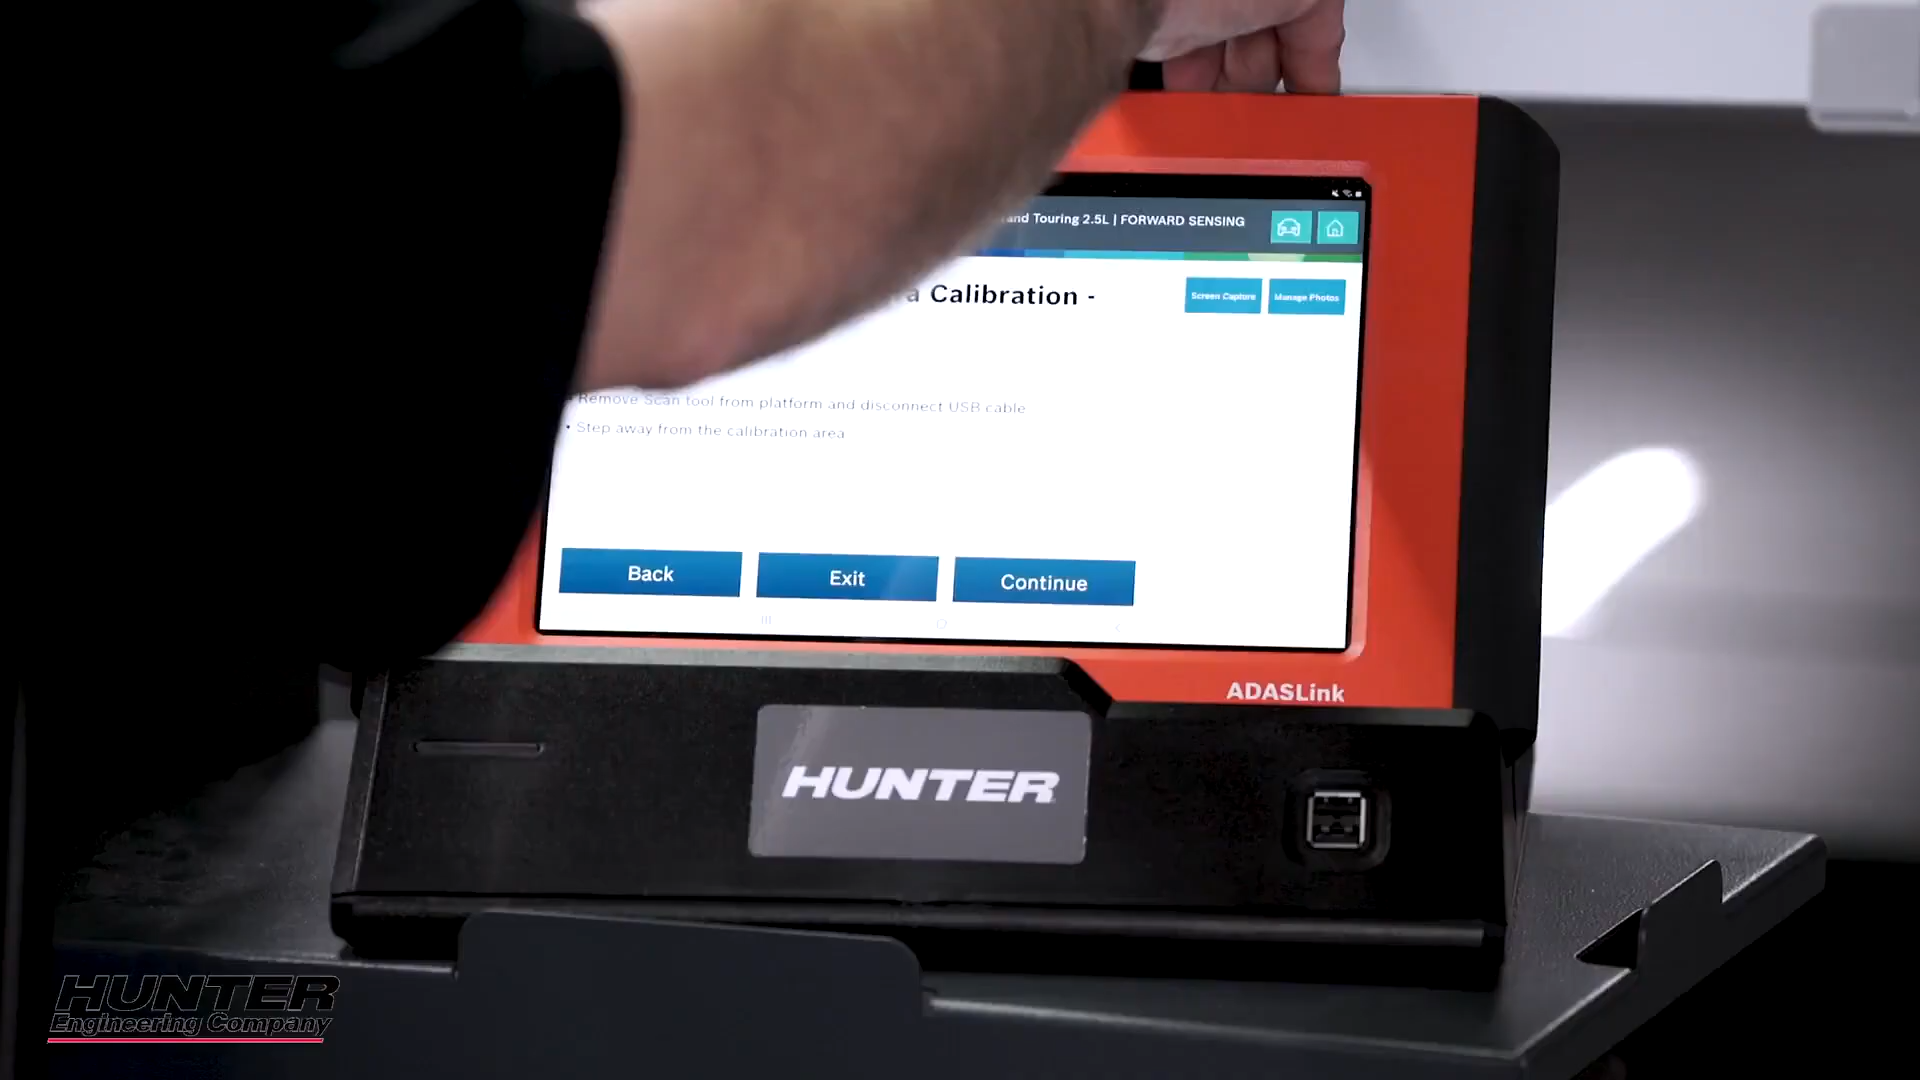 Touring 2.5L | FORWARD SENSING
Calibration -
Screen Capture
Manage Photos
• Remove Scan tool from platform and disconnect USB cable
• Step away from the calibration area
Back
Exit
Continue
ADASLink
HUNTER
HUNTER
Engineering Company